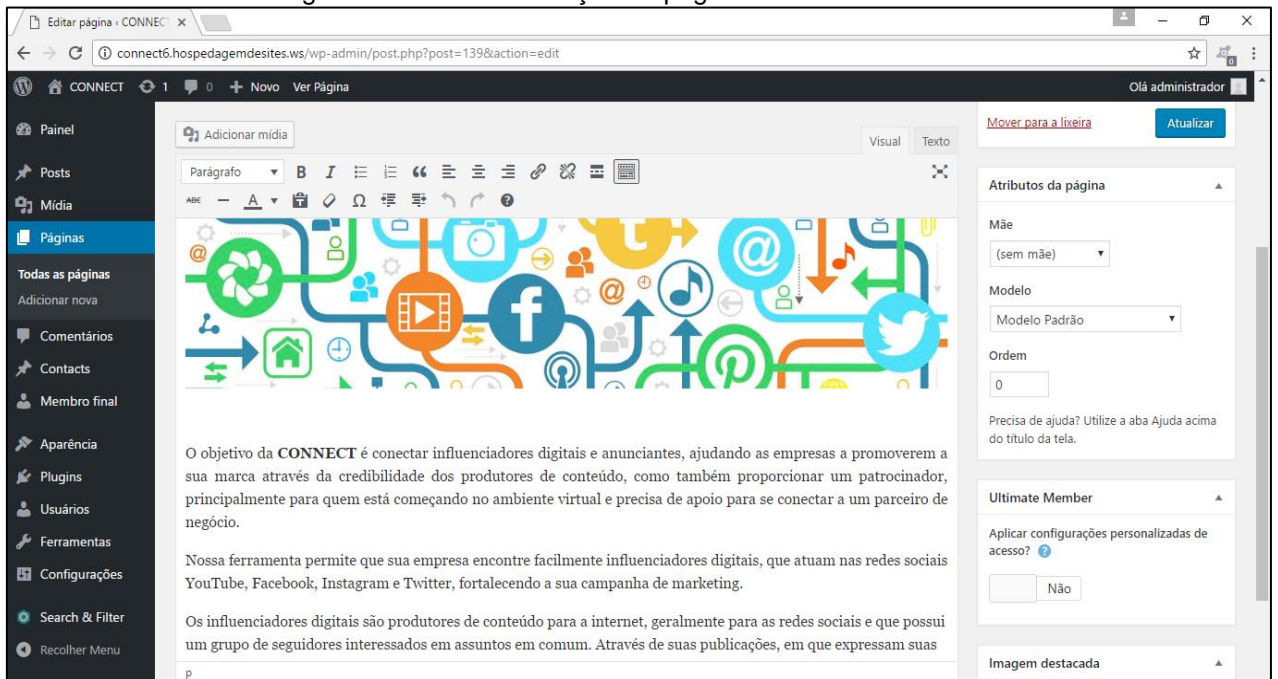 Editar página ‹ CONNECT
connect6.hospedagemdesites.ws/wp-admin/post.php?post=139&action=edit
0
CONNECT 1 0 + Novo Ver Página Olá administrador
Painel
Posts
Mídia
Páginas
Todas as páginas
Adicionar nova
Comentários
Contacts
Membro final
Aparência
Plugins
Usuários
Ferramentas
Configurações
Search & Filter
Recolher Menu
Adicionar mídia
Visual Texto
Parágrafo B I
ABE A Ω
O objetivo da CONNECT é conectar influenciadores digitais e anunciantes, ajudando as empresas a promoverem a
sua marca através da credibilidade dos produtores de conteúdo, como também proporcionar um patrocinador,
principalmente para quem está começando no ambiente virtual e precisa de apoio para se conectar a um parceiro de
negócio.
Nossa ferramenta permite que sua empresa encontre facilmente influenciadores digitais, que atuam nas redes sociais
YouTube, Facebook, Instagram e Twitter, fortalecendo a sua campanha de marketing.
Os influenciadores digitais são produtores de conteúdo para a internet, geralmente para as redes sociais e que possui
um grupo de seguidores interessados em assuntos em comum. Através de suas publicações, em que expressam suas
p
Mover para a lixeira Atualizar
Atributos da página
Mãe
(sem mãe)
Modelo
Modelo Padrão
Ordem
0
Precisa de ajuda? Utilize a aba Ajuda acima
do título da tela.
Ultimate Member
Aplicar configurações personalizadas de
acesso? ?
Não
Imagem destacada